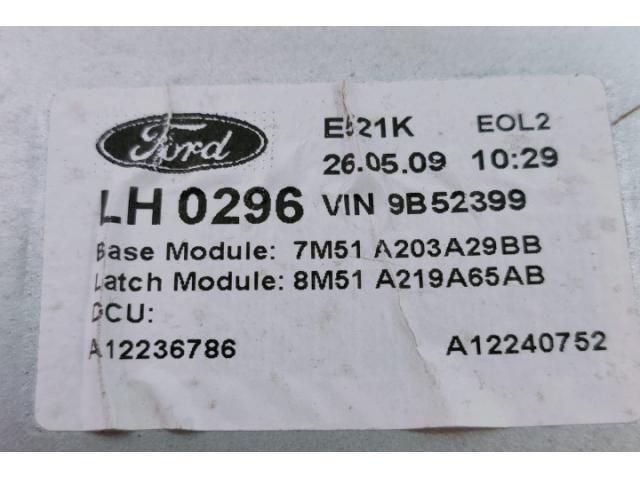 Ford
E521K EOL2
26.05.09 10:29
LH 0296 VIN 9B52399
Base Module: 7M51 A203A29BB
Latch Module: 8M51 A219A65AB
DCU:
A12236786 A12240752